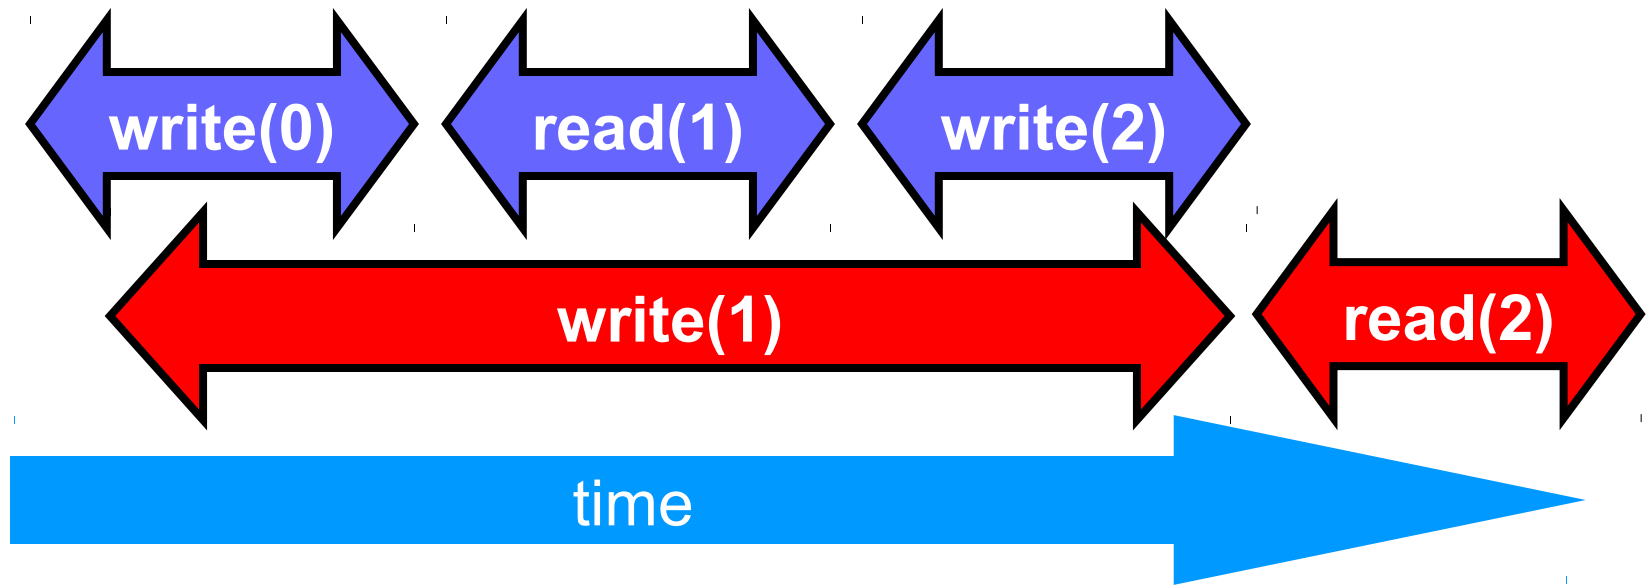 write(0) read(1) write(2)
write(1) read(2)
time